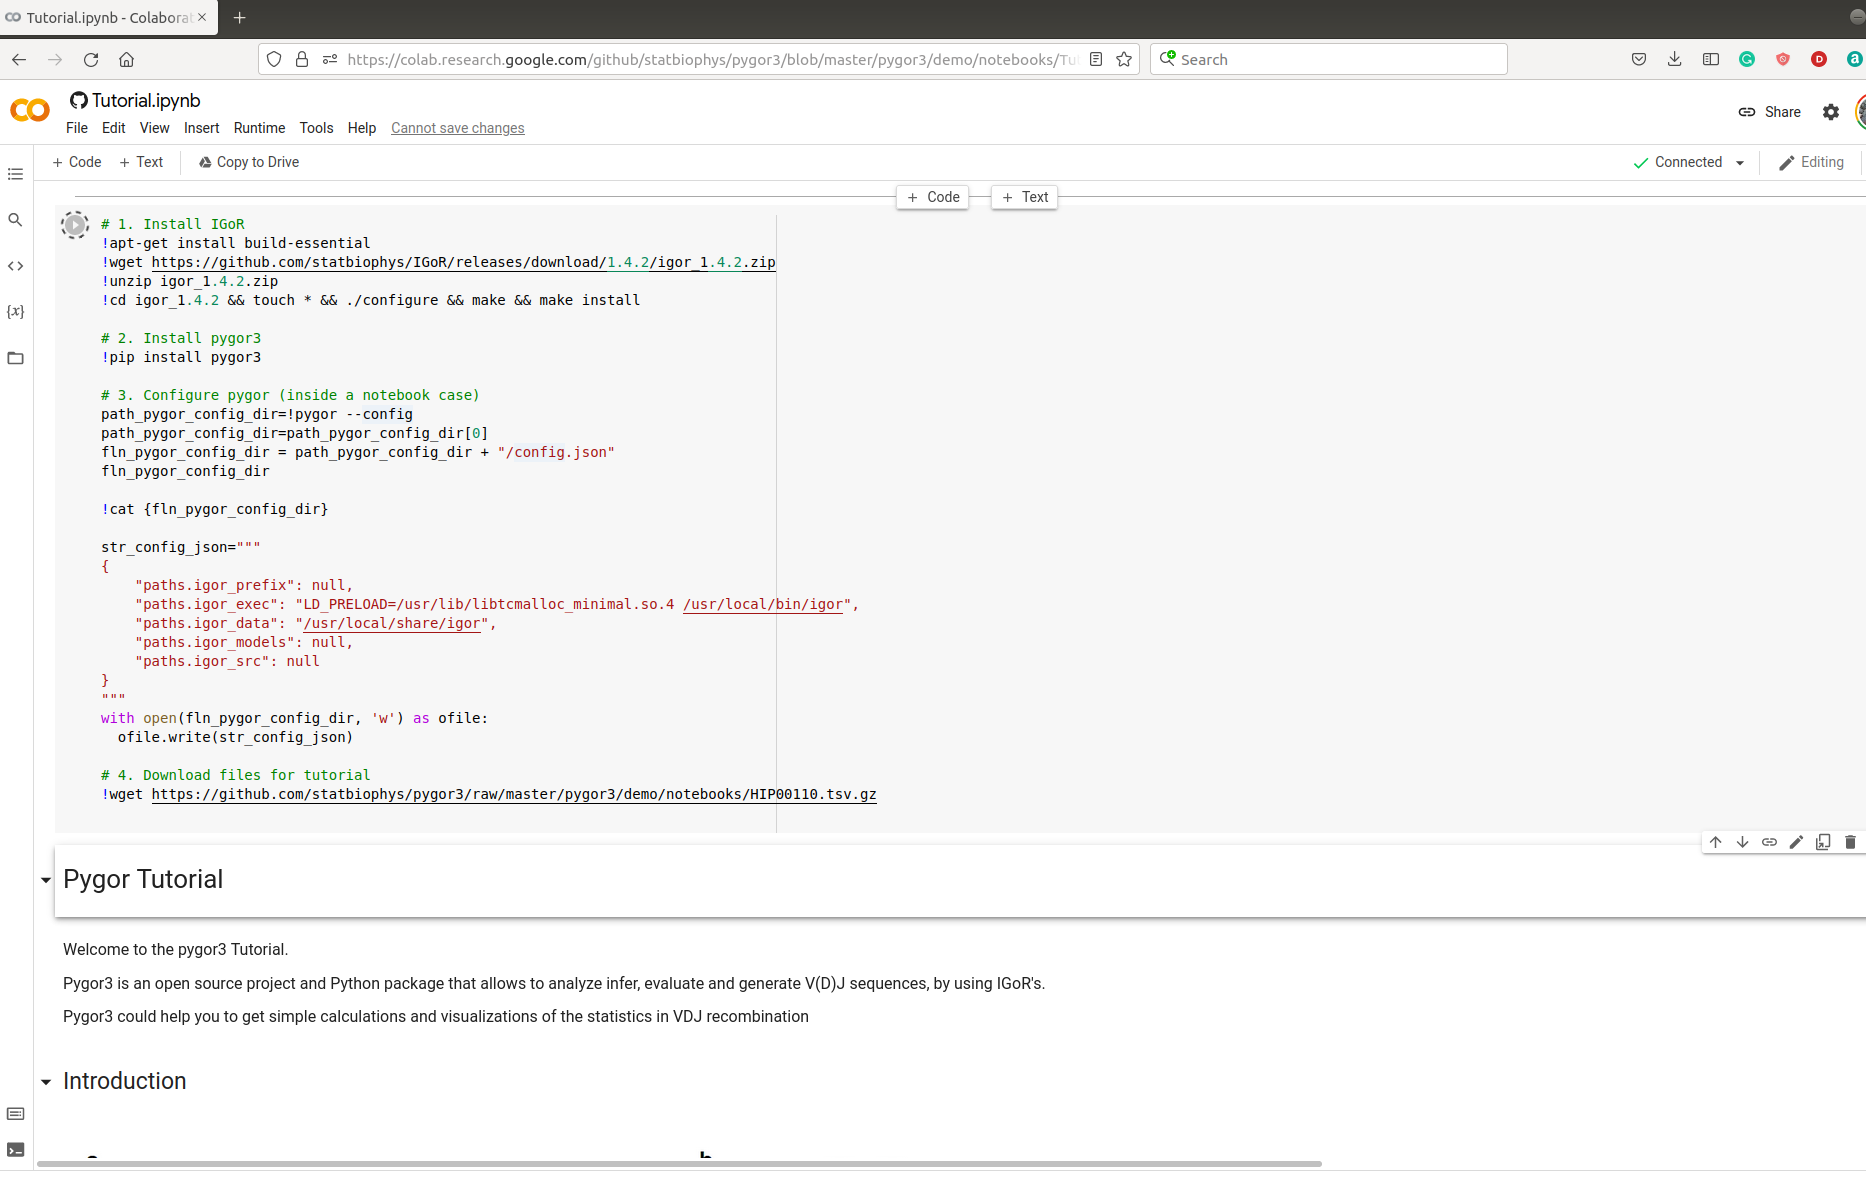 Tutorial.ipynb - Colaborat
https://colab.research.google.com/github/statbiophys/pygor3/blob/master/pygor3/demo/notebooks/Tu
Search
Tutorial.ipynb
Share
File Edit View Insert Runtime Tools Help Cannot save changes
+ Code + Text Copy to Drive
Connected
Editing
+ Code + Text
# 1. Install IGoR
!apt-get install build-essential
!wget https://github.com/statbiophys/IGoR/releases/download/1.4.2/igor_1.4.2.zip
!unzip igor_1.4.2.zip
!cd igor_1.4.2 && touch * && ./configure && make && make install
# 2. Install pygor3
!pip install pygor3
# 3. Configure pygor (inside a notebook case)
path_pygor_config_dir=!pygor --config
path_pygor_config_dir=path_pygor_config_dir[0]
fln_pygor_config_dir = path_pygor_config_dir + "/config.json"
fln_pygor_config_dir
!cat {fln_pygor_config_dir}
str_config_json="""
{
"paths.igor_prefix": null,
"paths.igor_exec": "LD_PRELOAD=/usr/lib/libtcmalloc_minimal.so.4 /usr/local/bin/igor",
"paths.igor_data": "/usr/local/share/igor",
"paths.igor_models": null,
"paths.igor_src": null
}
"""
with open(fln_pygor_config_dir, 'w') as ofile:
ofile.write(str_config_json)
# 4. Download files for tutorial
!wget https://github.com/statbiophys/pygor3/raw/master/pygor3/demo/notebooks/HIP00110.tsv.gz
Pygor Tutorial
Welcome to the pygor3 Tutorial.
Pygor3 is an open source project and Python package that allows to analyze infer, evaluate and generate V(D)J sequences, by using IGoR's.
Pygor3 could help you to get simple calculations and visualizations of the statistics in VDJ recombination
Introduction